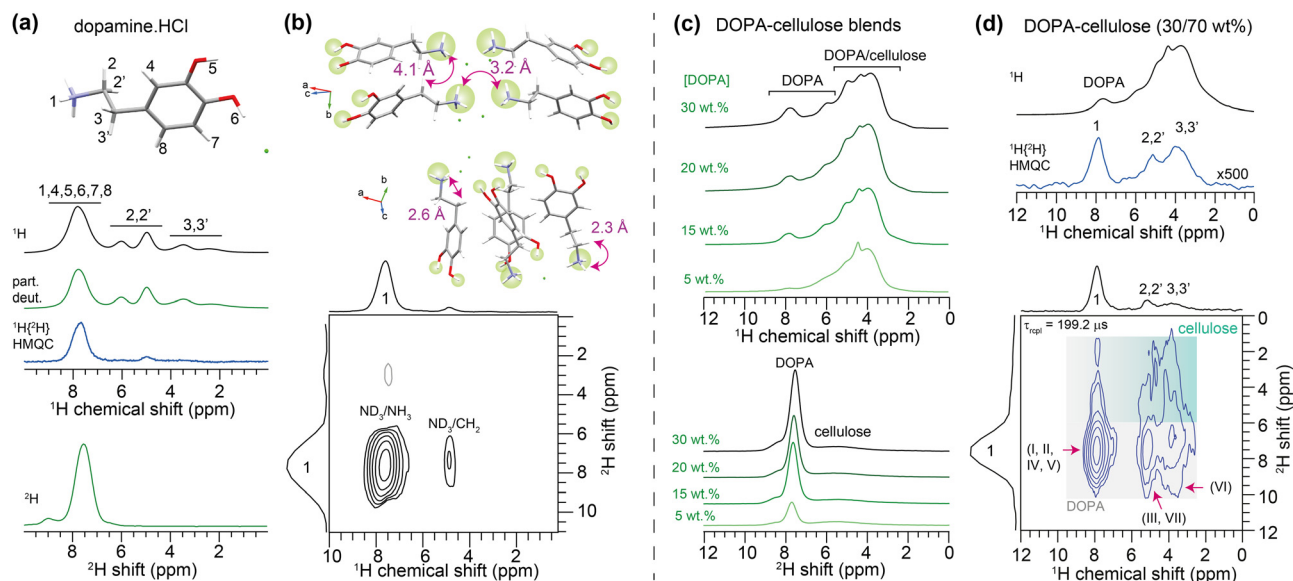 (a)
dopamine.HCl
2
2'
4
5
1
3
3'
8
7
6
1,4,5,6,7,8
2,2'
3,3'
¹H
part.
deut.
¹H{²H}
HMQC
8
6
4
2
¹H chemical shift (ppm)
²H
8
6
4
2
²H shift (ppm)
(b)
4.1 Å
3.2 Å
a
c
b
b
a
c
2.6 Å
2.3 Å
1
1
ND₃/NH₃
ND₃/CH₂
2
4
6
8
10
²H shift (ppm)
10
8
6
4
2
¹H chemical shift (ppm)
(c)
DOPA-cellulose blends
DOPA/cellulose
[DOPA]
DOPA
30 wt.%
20 wt.%
15 wt.%
5 wt.%
12
10
8
6
4
2
0
¹H chemical shift (ppm)
DOPA
30 wt.%
cellulose
20 wt.%
15 wt.%
5 wt.%
12
10
8
6
4
2
0
²H shift (ppm)
(d)
DOPA-cellulose (30/70 wt%)
¹H
DOPA
1
2,2'
3,3'
¹H{²H}
HMQC
x500
12
10
8
6
4
2
0
¹H chemical shift (ppm)
1
2,2'
3,3'
τrcpl = 199.2 μs
cellulose
1
(I, II,
IV, V)
(VI)
DOPA
(III, VII)
0
2
4
6
8
10
12
²H shift (ppm)
12
10
8
6
4
2
0
¹H chemical shift (ppm)